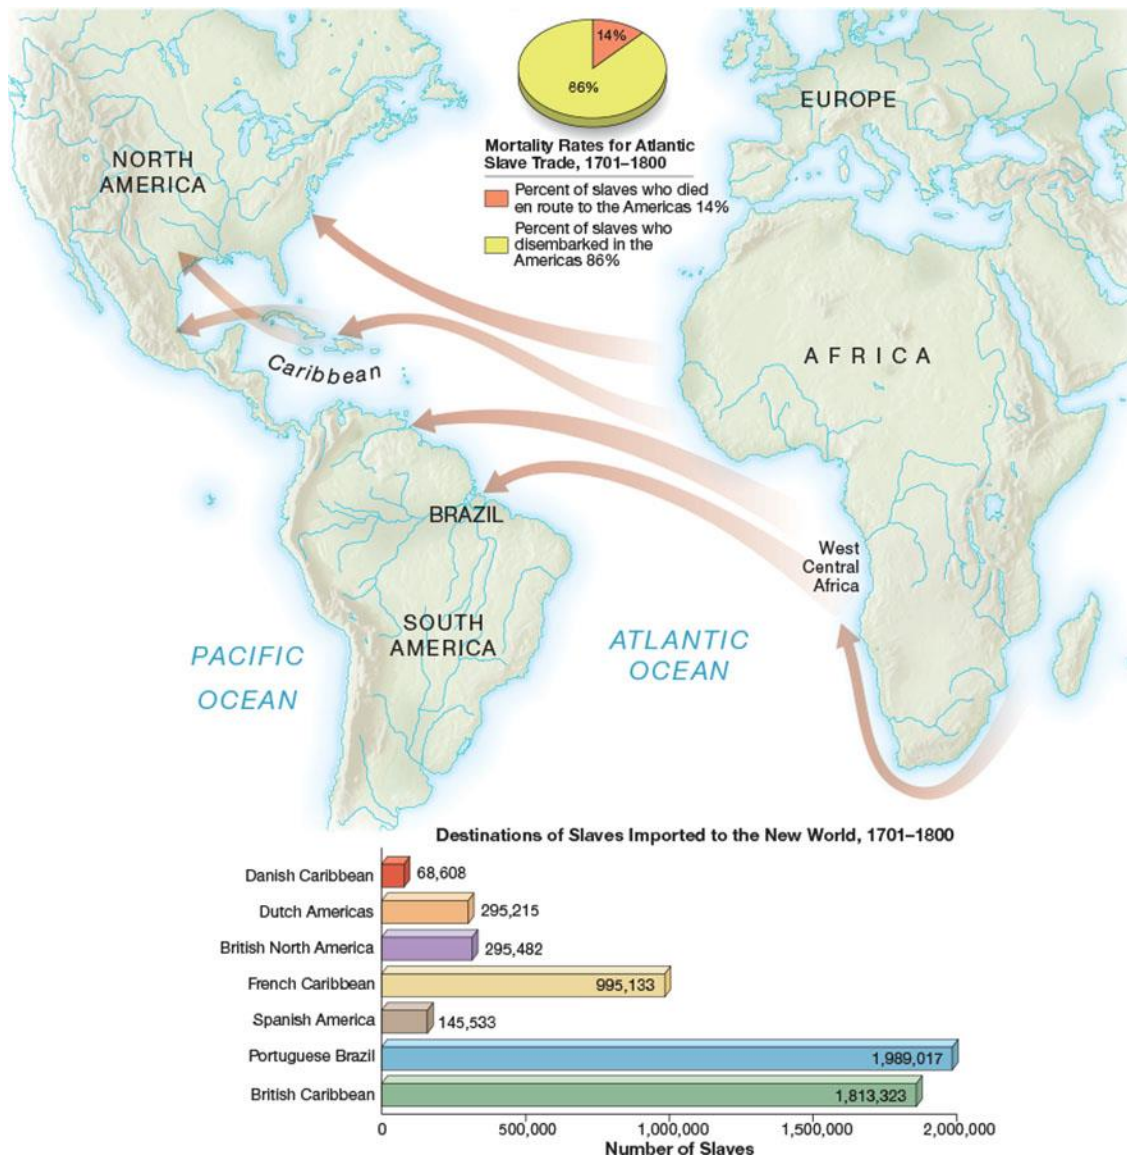 14%
86%
Mortality Rates for Atlantic
Slave Trade, 1701–1800
Percent of slaves who died
en route to the Americas 14%
Percent of slaves who
disembarked in the
Americas 86%
EUROPE
NORTH
AMERICA
AFRICA
Caribbean
BRAZIL
West
Central
Africa
SOUTH
AMERICA
PACIFIC
OCEAN
ATLANTIC
OCEAN
Destinations of Slaves Imported to the New World, 1701–1800
Danish Caribbean 68,608
Dutch Americas 295,215
British North America 295,482
French Caribbean 995,133
Spanish America 145,533
Portuguese Brazil 1,989,017
British Caribbean 1,813,323
0 500,000 1,000,000 1,500,000 2,000,000
Number of Slaves